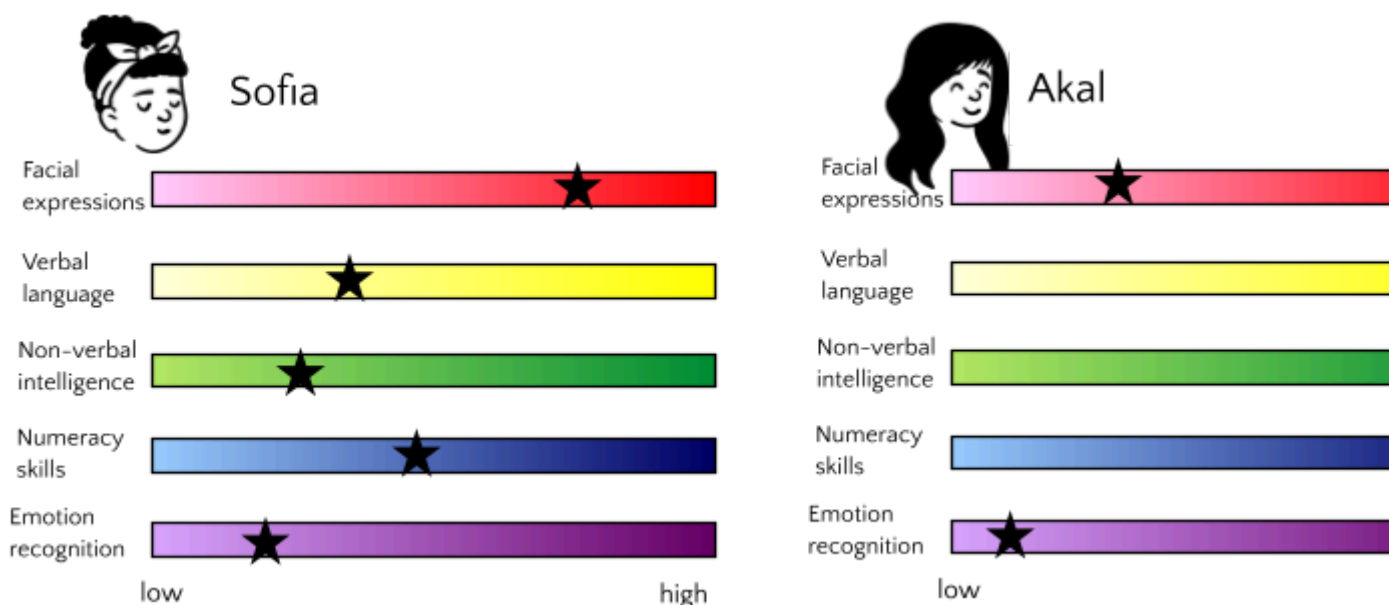 Sofia
Facial
expressions
Verbal
language
Non-verbal
intelligence
Numeracy
skills
Emotion
recognition
low
high
Akal
Facial
expressions
Verbal
language
Non-verbal
intelligence
Numeracy
skills
Emotion
recognition
low